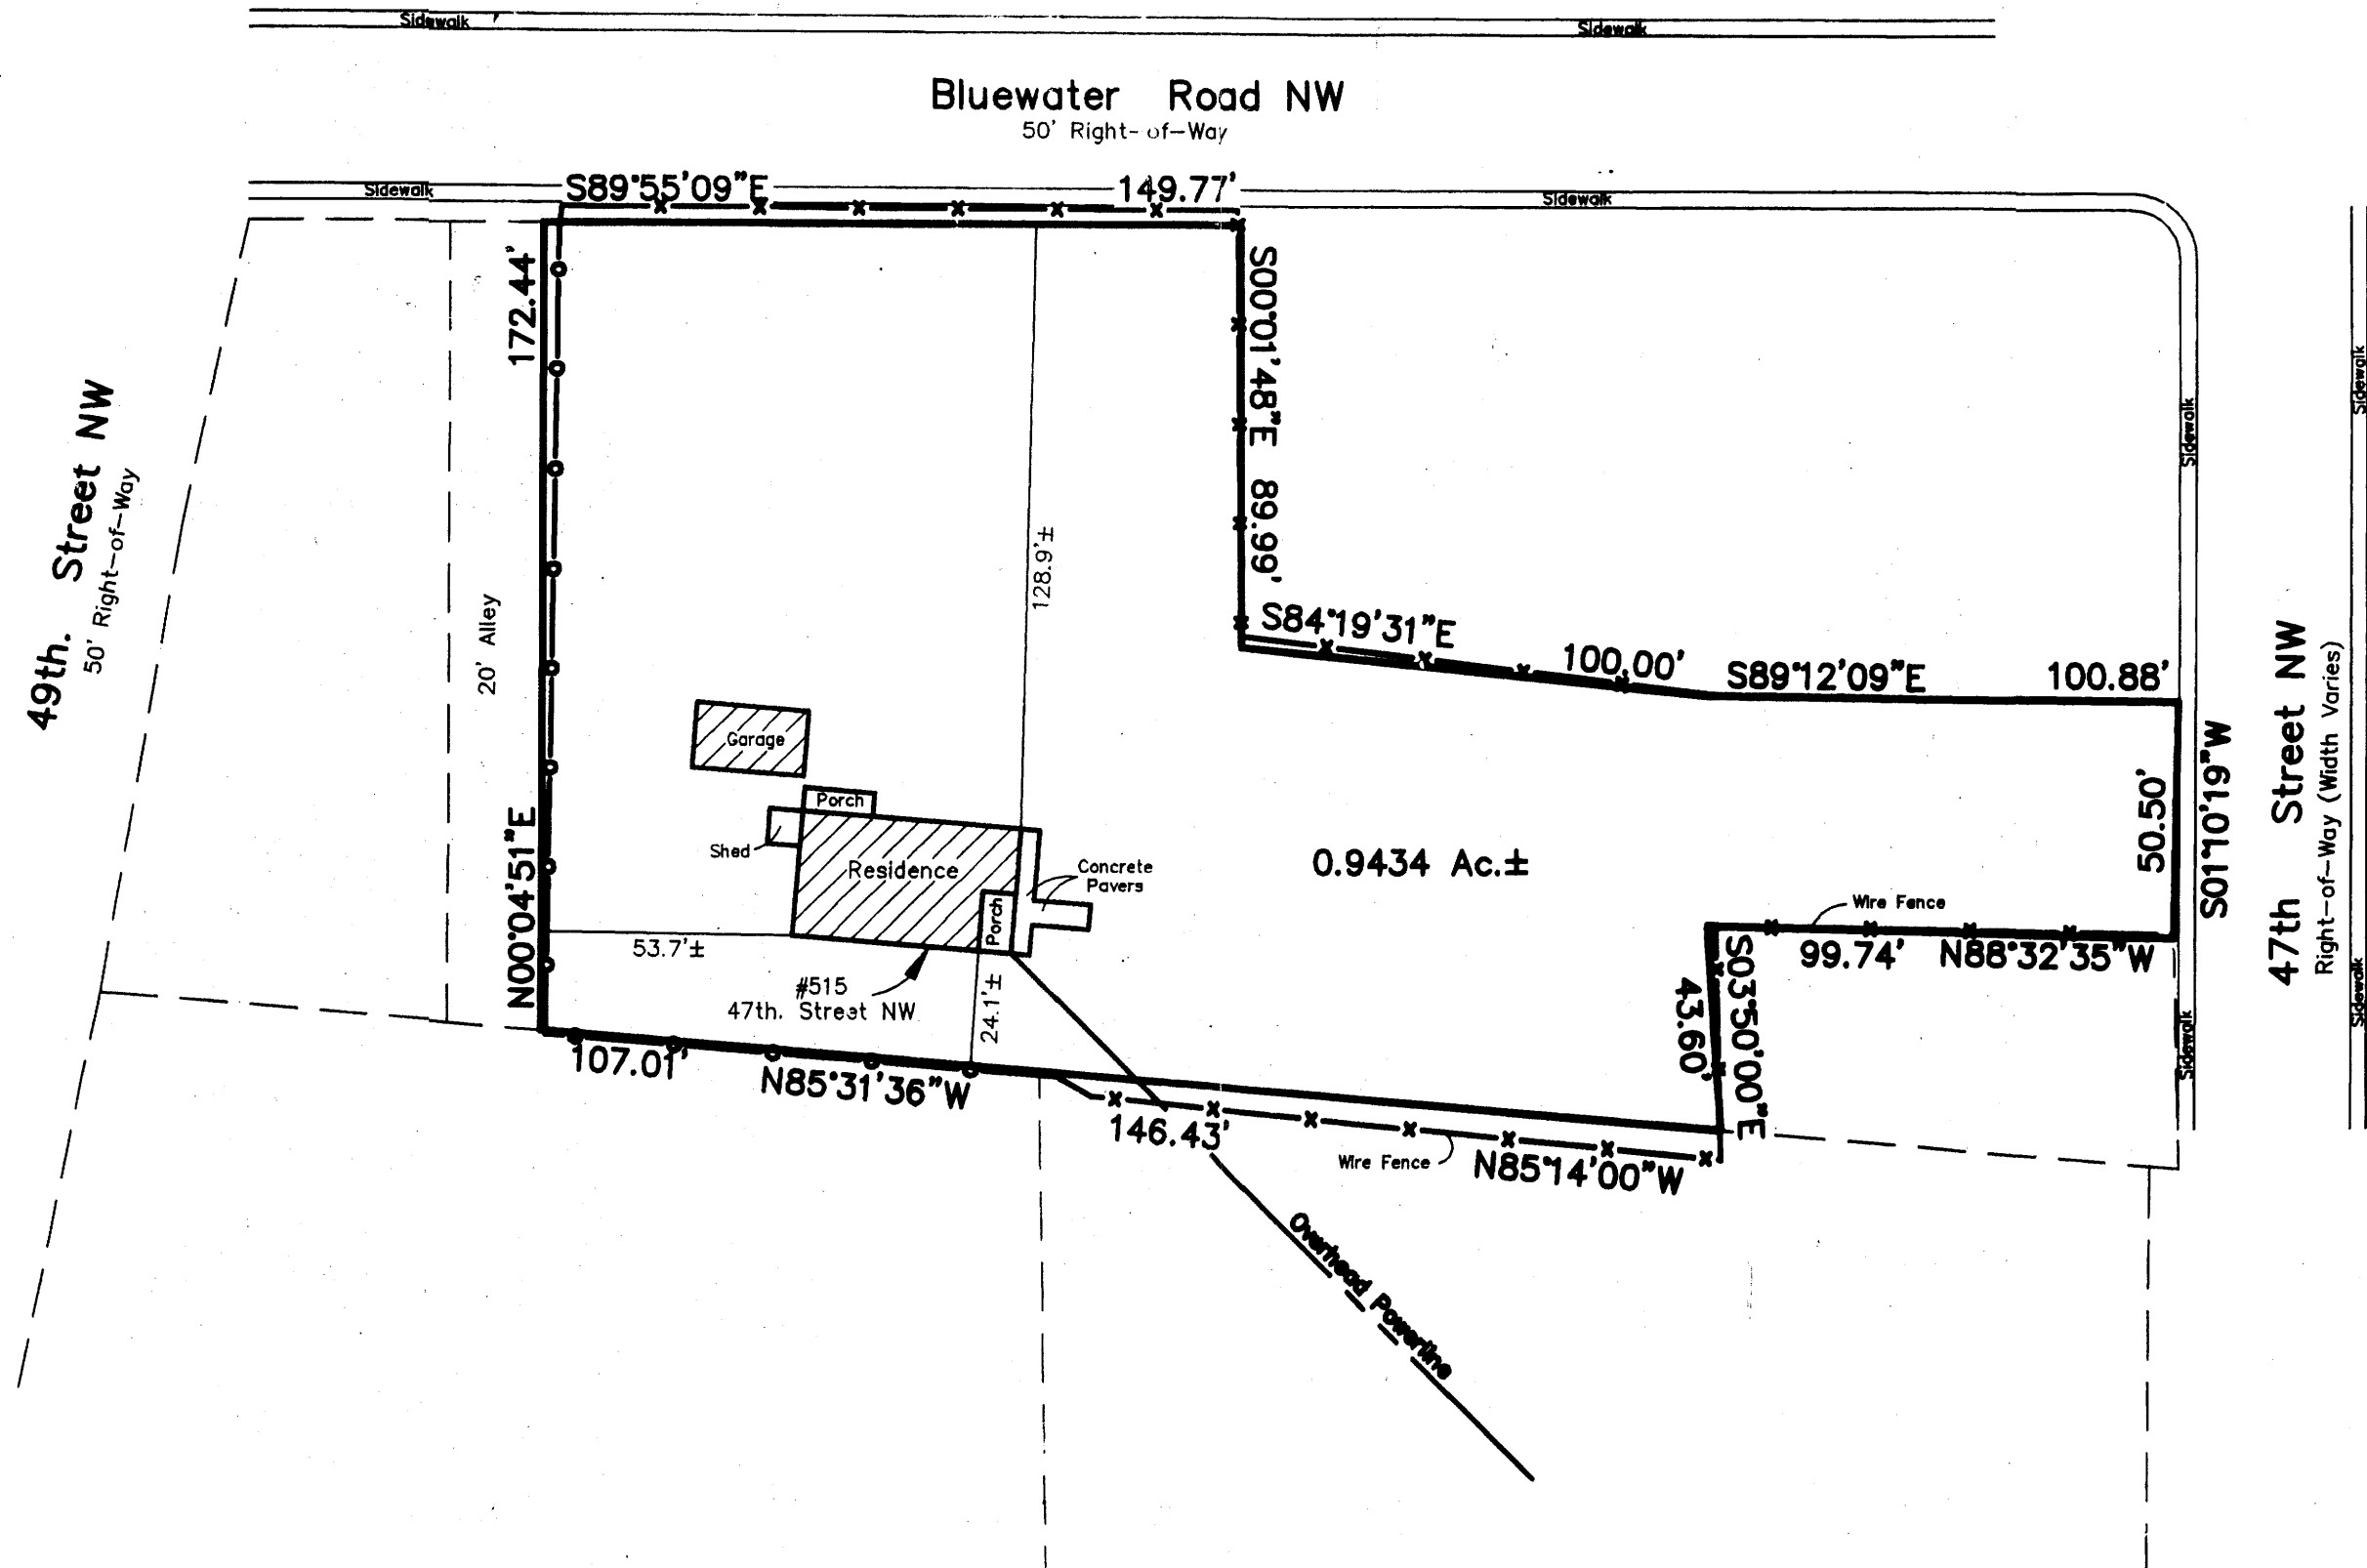 Sidewalk
Sidewalk
Bluewater Road NW
50' Right-of-Way
Sidewalk
S89°55'09"E
149.77'
Sidewalk
172.44'
N00°04'51"E
S00°01'48"E 89.99'
49th. Street NW
50' Right-of-Way
20' Alley
128.9'±
S84°19'31"E
100.00'
S89°12'09"E
100.88'
Sidewalk
Sidewalk
47th Street NW
Right-of-Way (Width Varies)
S01°10'19"W
50.50'
Garage
Porch
Shed
Residence
Concrete
Pavers
Porch
0.9434 Ac.±
Wire Fence
99.74'
N88°32'35"W
S03°50'00"E
43.60'
53.7'±
#515
47th. Street NW
24.1'±
Sidewalk
Sidewalk
107.01'
N85°31'36"W
146.43'
Wire Fence
N85°14'00"W
Overhead Powerline